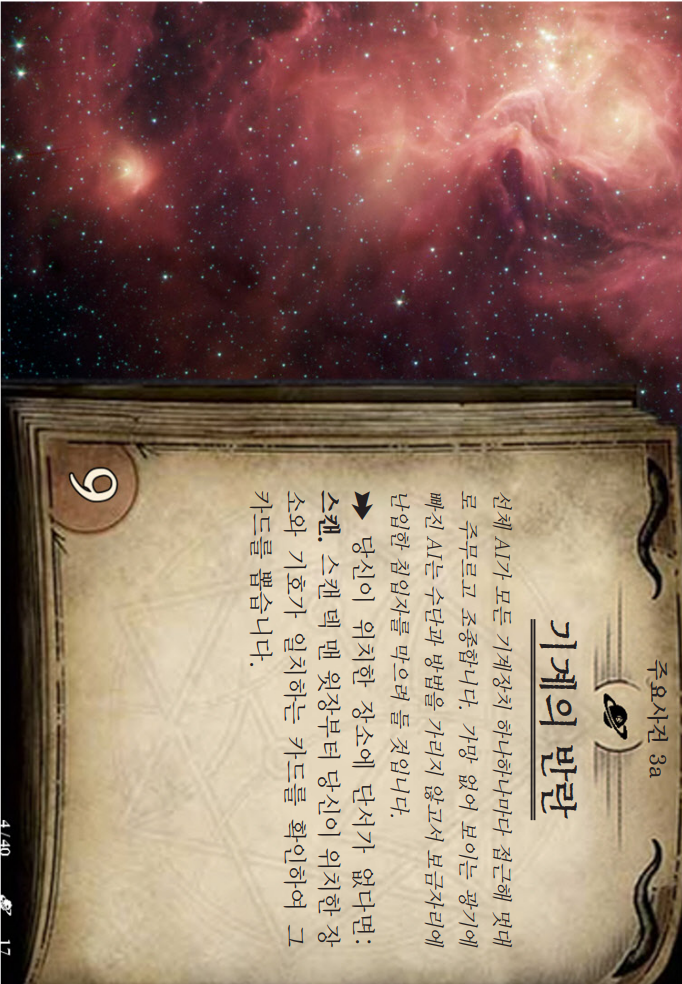 주요사건 3a
기계의 반란
선체 AI가 모든 기계장치 하나하나마다 접근해 멋대
로 주무르고 조종합니다. 가망 없어 보이는 광기에
빠진 AI는 수단과 방법을 가리지 않고서 보금자리에
난입한 침입자를 막으려 들 것입니다.
당신이 위치한 장소에 단서가 없다면:
스캔. 스캔 덱 맨 윗장부터 당신이 위치한 장
소와 기호가 일치하는 카드를 확인하여 그
카드를 뽑습니다.
9
4/40 17